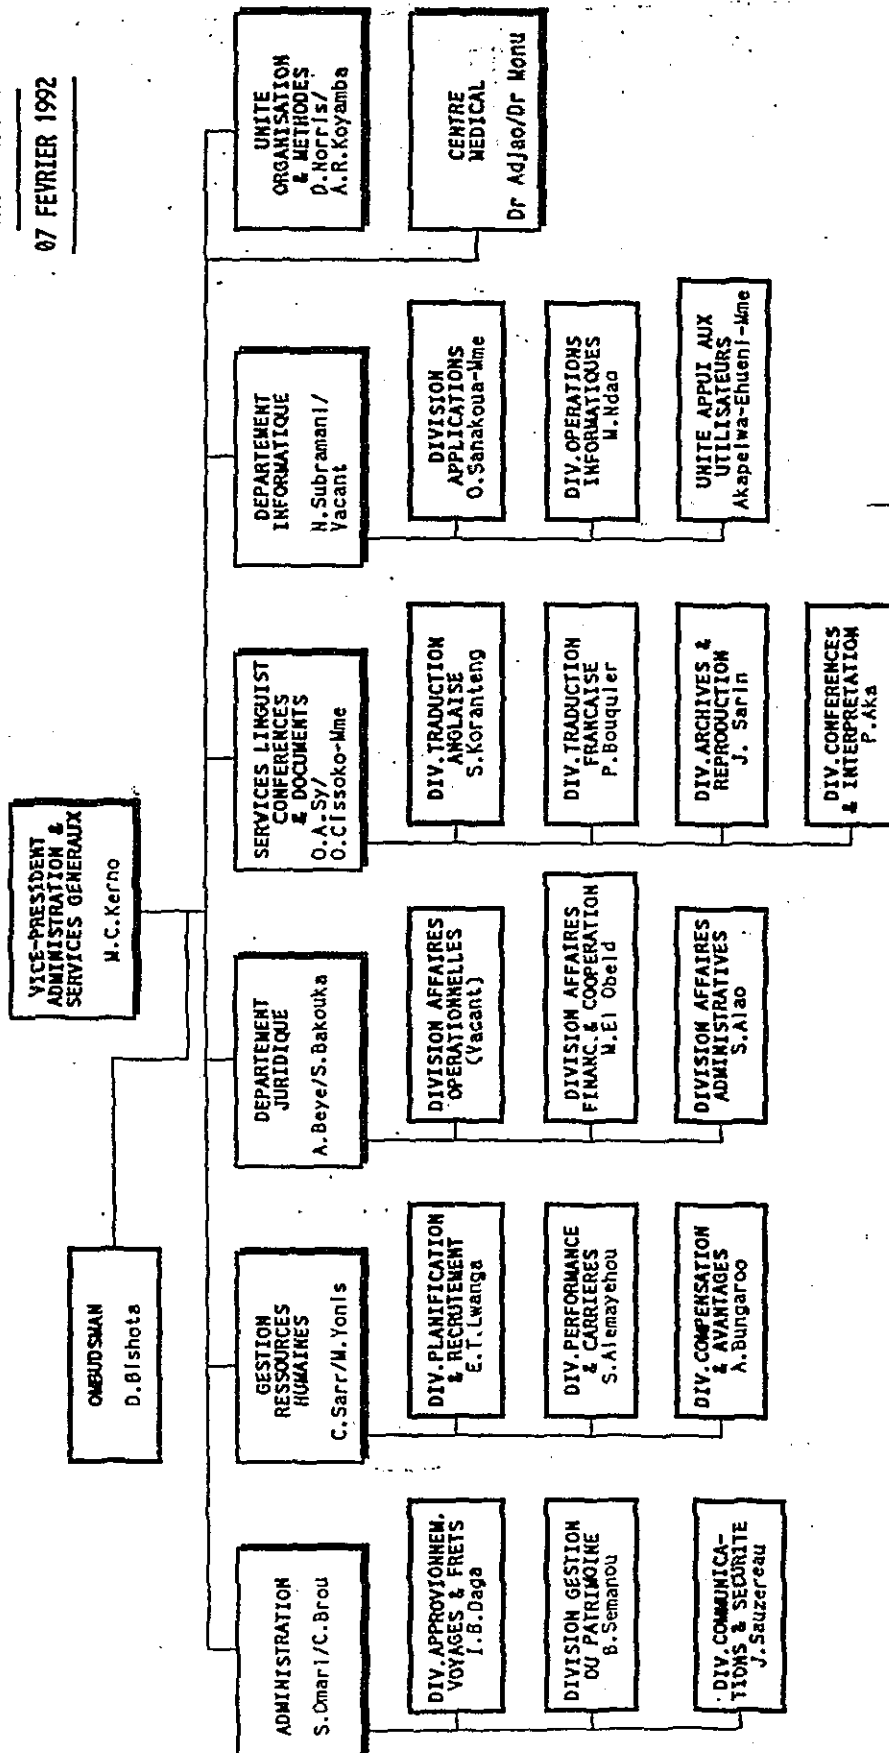 07 FEVRIER 1992
VICE-PRESIDENT
ADMINISTRATION &
SERVICES GENERAUX
M.C.Kerno
OMBUDSMAN
D.Bishota
ADMINISTRATION
S.Omari/C.Brou
DIV.APPROVIONNEM.
VOYAGES & FRETS
I.B.Daga
DIVISION GESTION
DU PATRIMOINE
B.Semanou
DIV.COMMUNICA-
TIONS & SECURITE
J.Sauzereau
GESTION
RESSOURCES
HUMAINES
C.Sarr/M.Yonis
DIV.PLANIFICATION
& RECRUTEMENT
E.T.Lwanga
DIV.PERFORMANCE
& CARRIERES
S.Alemayehou
DIV.COMPENSATION
& AVANTAGES
A.Bungaroo
DEPARTEMENT
JURIDIQUE
A.Beye/S.Bakouka
DIVISION AFFAIRES
OPERATIONNELLES
(Vacant)
DIVISION AFFAIRES
FINANC.& COOPERATION
M.El Obeid
DIVISION AFFAIRES
ADMINISTRATIVES
S.Alao
SERVICES LINGUIST
CONFERENCES
& DOCUMENTS
O.A.Sy/
O.Cissoko-Mme
DIV.TRADUCTION
ANGLAISE
S.Koranteng
DIV.TRADUCTION
FRANCAISE
P.Bouquier
DIV.ARCHIVES &
REPRODUCTION
J. Sarin
DIV.CONFERENCES
& INTERPRETATION
P.Aka
DEPARTEMENT
INFORMATIQUE
N.Subramani/
Vacant
DIVISION
APPLICATIONS
O.Sanakoua-Mme
DIV.OPERATIONS
INFORMATIQUES
M.Ndao
UNITE APPUI AUX
UTILISATEURS
Akapelwa-Ehueni-Mme
UNITE
ORGANISATION
& METHODES
D.Norris/
A.R.Koyamba
CENTRE
MEDICAL
Dr Adjao/Dr Monu